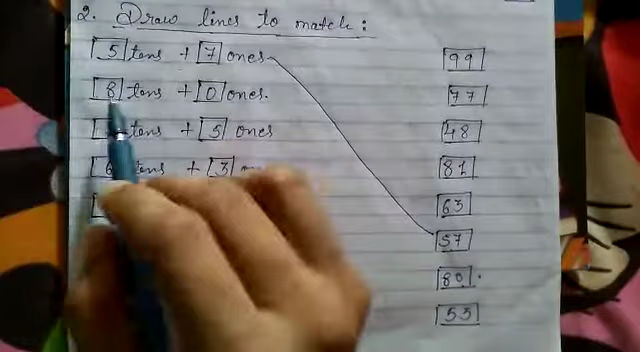 2. Draw lines to match:
5 tens + 7 ones
99
8 tens + 0 ones.
77
tens + 5 ones
48
6 tens + 3
81
63
57
80
55